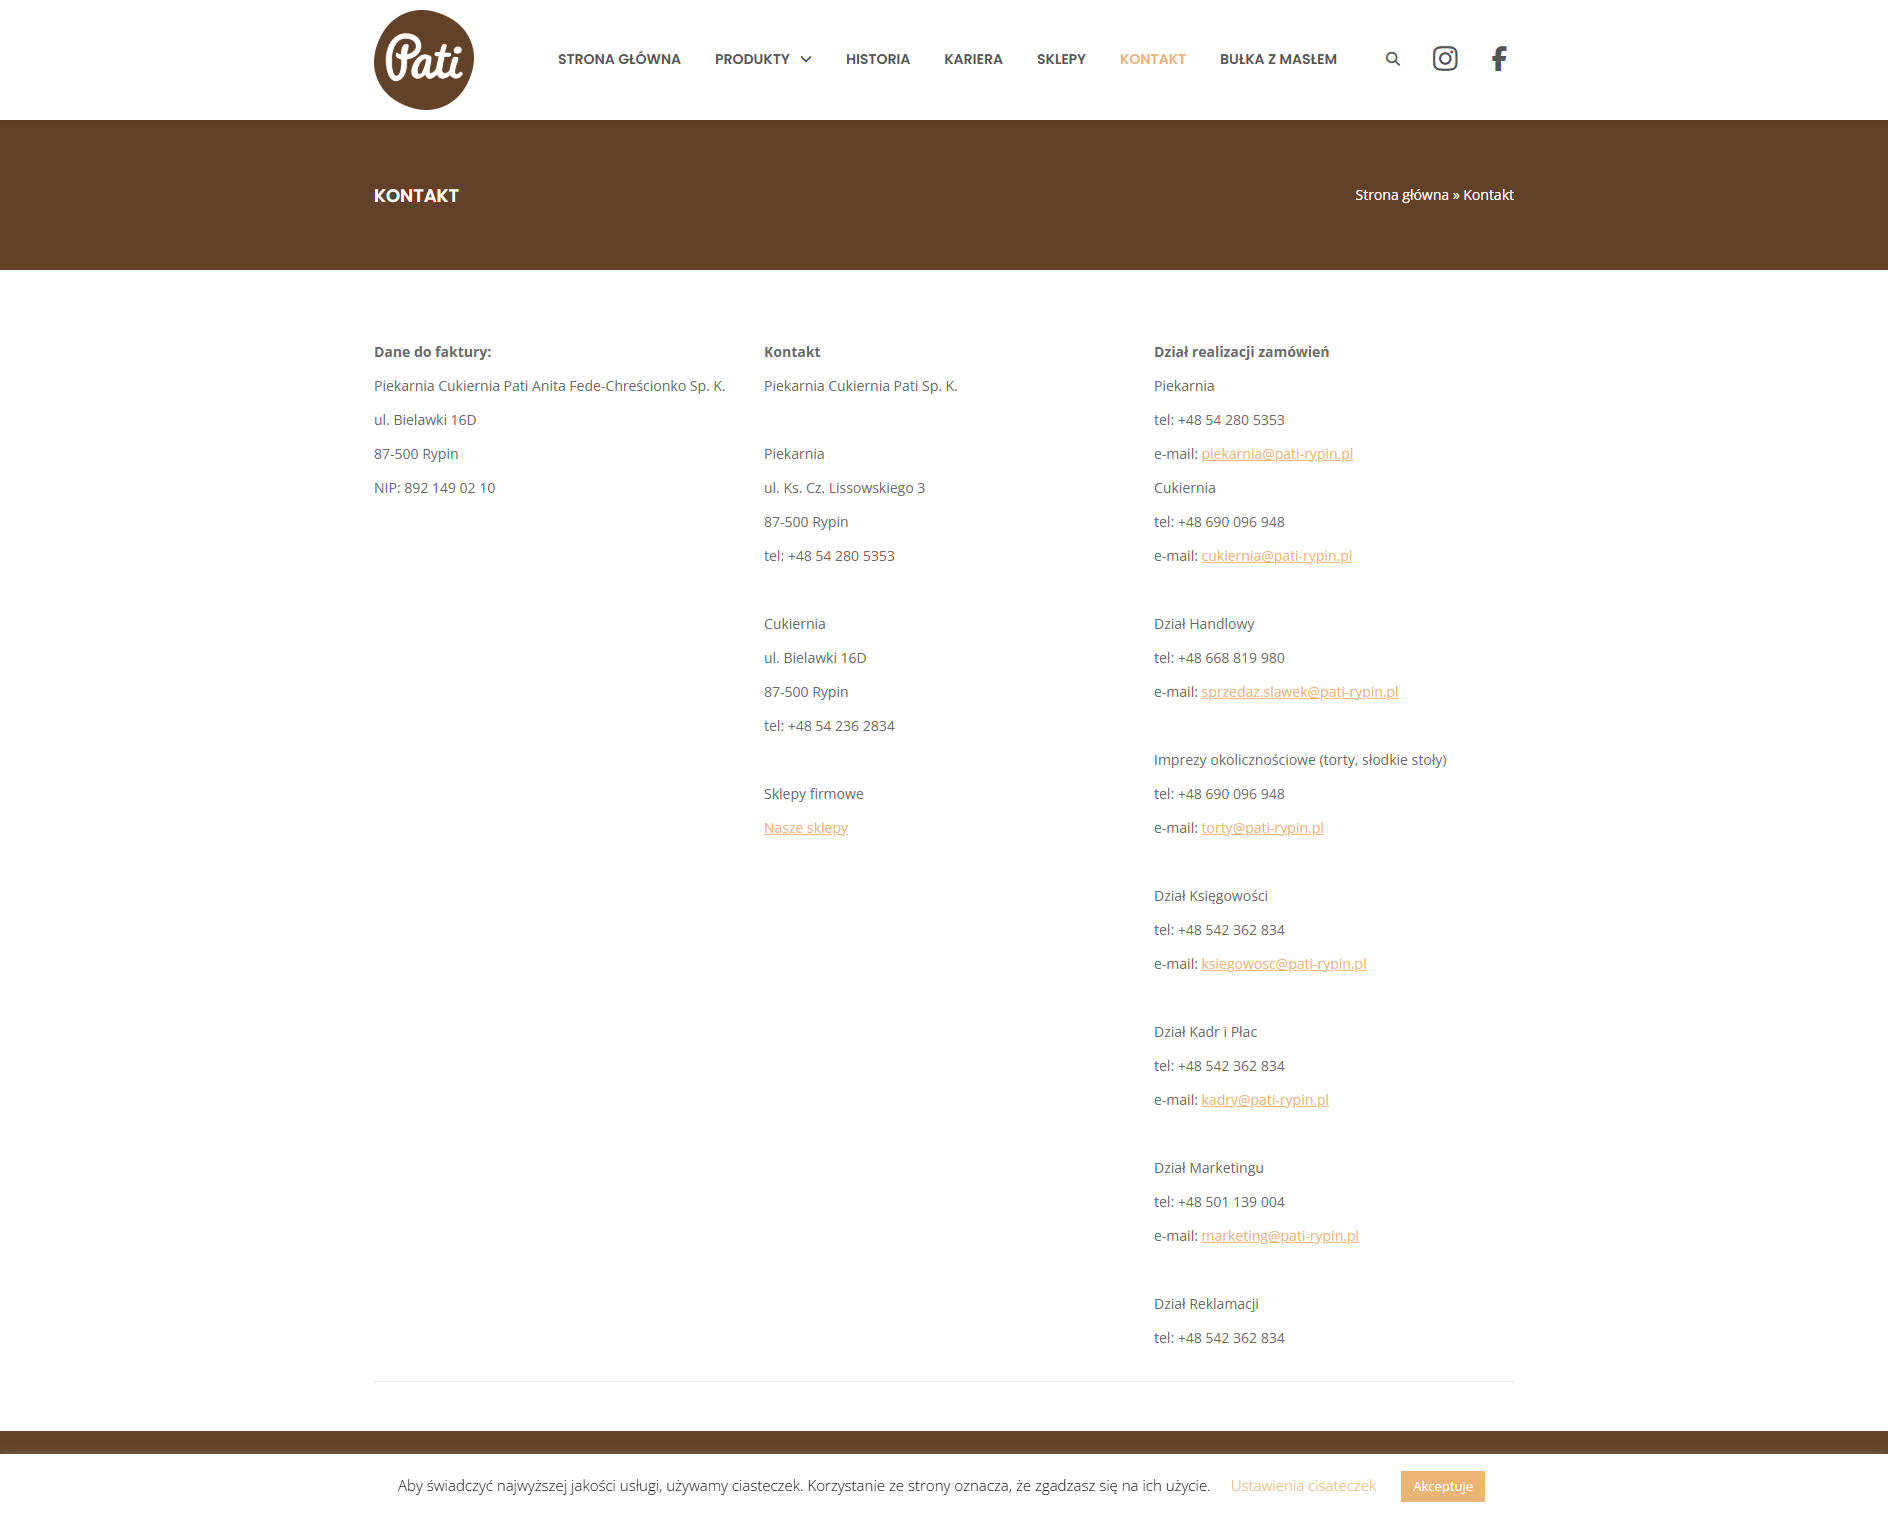 Pati
STRONA GŁÓWNA
PRODUKTY
HISTORIA
KARIERA
SKLEPY
KONTAKT
BUŁKA Z MASŁEM
KONTAKT
Strona główna » Kontakt
Dane do faktury:
Piekarnia Cukiernia Pati Anita Fede-Chreścionko Sp. K.
ul. Bielawki 16D
87-500 Rypin
NIP: 892 149 02 10
Kontakt
Piekarnia Cukiernia Pati Sp. K.
Piekarnia
ul. Ks. Cz. Lissowskiego 3
87-500 Rypin
tel: +48 54 280 5353
Cukiernia
ul. Bielawki 16D
87-500 Rypin
tel: +48 54 236 2834
Sklepy firmowe
Nasze sklepy
Dział realizacji zamówień
Piekarnia
tel: +48 54 280 5353
e-mail: piekarnia@pati-rypin.pl
Cukiernia
tel: +48 690 096 948
e-mail: cukiernia@pati-rypin.pl
Dział Handlowy
tel: +48 668 819 980
e-mail: sprzedaz.slawek@pati-rypin.pl
Imprezy okolicznościowe (torty, słodkie stoły)
tel: +48 690 096 948
e-mail: torty@pati-rypin.pl
Dział Księgowości
tel: +48 542 362 834
e-mail: ksiegowosc@pati-rypin.pl
Dział Kadr i Płac
tel: +48 542 362 834
e-mail: kadry@pati-rypin.pl
Dział Marketingu
tel: +48 501 139 004
e-mail: marketing@pati-rypin.pl
Dział Reklamacji
tel: +48 542 362 834
Aby świadczyć najwyższej jakości usługi, używamy ciasteczek. Korzystanie ze strony oznacza, że zgadzasz się na ich użycie.
Ustawienia cisateczek
Akceptuje